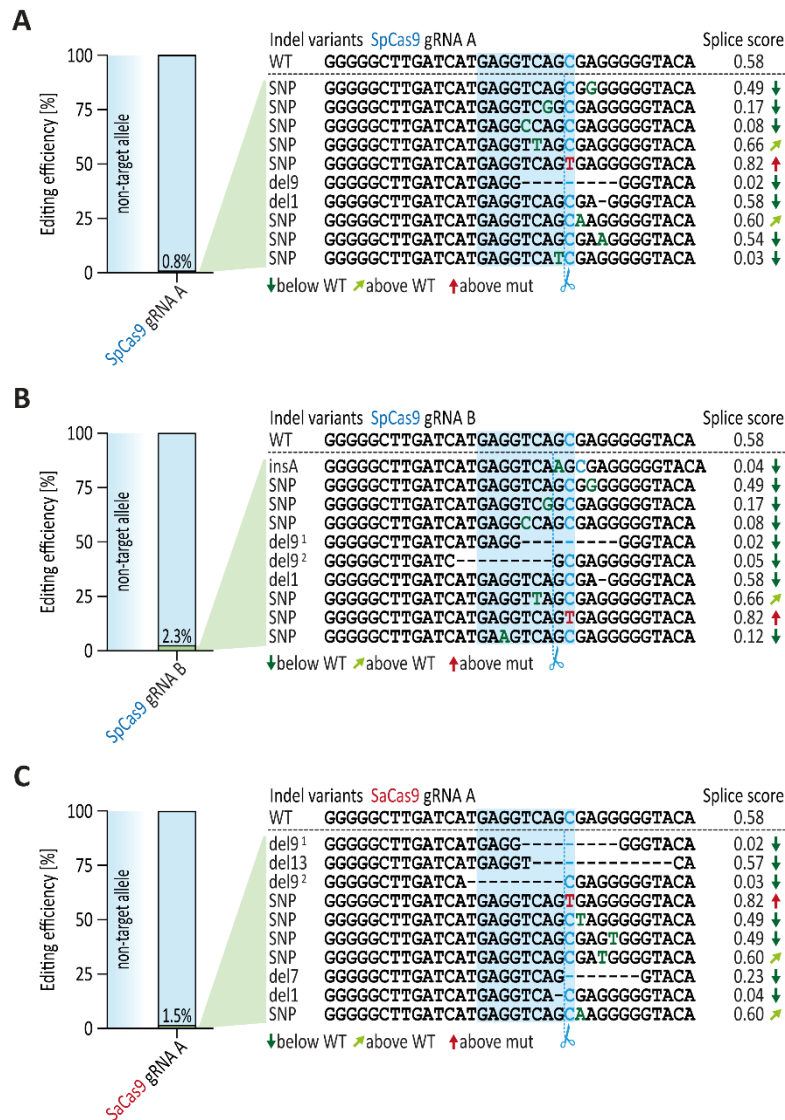 A
Editing efficiency [%]
100
75
50
25
0
non-target allele
0.8%
SpCas9 gRNA A
Indel variants SpCas9 gRNA A Splice score
WT GGGGGCTTGATCATGAGGTCAGCGAGGGGGTACA 0.58
SNP GGGGGCTTGATCATGAGGTCAGCGGGGGGGTACA 0.49 ↓
SNP GGGGGCTTGATCATGAGGTCGGCGAGGGGGTACA 0.17 ↓
SNP GGGGGCTTGATCATGAGGCCAGCGAGGGGGTACA 0.08 ↓
SNP GGGGGCTTGATCATGAGGTTAGCGAGGGGGTACA 0.66 ↗
SNP GGGGGCTTGATCATGAGGTCAGTGAGGGGGTACA 0.82 ↑
del9 GGGGGCTTGATCATGAGG---------GGGTACA 0.02 ↓
del1 GGGGGCTTGATCATGAGGTCAGCGA-GGGGTACA 0.58 ↓
SNP GGGGGCTTGATCATGAGGTCAGCAAGGGGGTACA 0.60 ↗
SNP GGGGGCTTGATCATGAGGTCAGCGAAGGGGTACA 0.54 ↓
SNP GGGGGCTTGATCATGAGGTCATCGAGGGGGTACA 0.03 ↓
↓below WT ↗above WT ↑above mut
B
Editing efficiency [%]
100
75
50
25
0
non-target allele
2.3%
SpCas9 gRNA B
Indel variants SpCas9 gRNA B Splice score
WT GGGGGCTTGATCATGAGGTCAGCGAGGGGGTACA 0.58
insA GGGGGCTTGATCATGAGGTCAAGCGAGGGGGTACA 0.04 ↓
SNP GGGGGCTTGATCATGAGGTCAGCGGGGGGGTACA 0.49 ↓
SNP GGGGGCTTGATCATGAGGTCGGCGAGGGGGTACA 0.17 ↓
SNP GGGGGCTTGATCATGAGGCCAGCGAGGGGGTACA 0.08 ↓
del9 ¹ GGGGGCTTGATCATGAGG---------GGGTACA 0.02 ↓
del9 ² GGGGGCTTGATC---------GCGAGGGGGTACA 0.05 ↓
del1 GGGGGCTTGATCATGAGGTCAGCGA-GGGGTACA 0.58 ↓
SNP GGGGGCTTGATCATGAGGTTAGCGAGGGGGTACA 0.66 ↗
SNP GGGGGCTTGATCATGAGGTCAGTGAGGGGGTACA 0.82 ↑
SNP GGGGGCTTGATCATGAAGTCAGCGAGGGGGTACA 0.12 ↓
↓below WT ↗above WT ↑above mut
C
Editing efficiency [%]
100
75
50
25
0
non-target allele
1.5%
SaCas9 gRNA A
Indel variants SaCas9 gRNA A Splice score
WT GGGGGCTTGATCATGAGGTCAGCGAGGGGGTACA 0.58
del9 ¹ GGGGGCTTGATCATGAGG---------GGGTACA 0.02 ↓
del13 GGGGGCTTGATCATGAGGT-------------CA 0.57 ↓
del9 ² GGGGGCTTGATCA---------CGAGGGGGTACA 0.03 ↓
SNP GGGGGCTTGATCATGAGGTCAGTGAGGGGGTACA 0.82 ↑
SNP GGGGGCTTGATCATGAGGTCAGCTAGGGGGTACA 0.49 ↓
SNP GGGGGCTTGATCATGAGGTCAGCGAGTGGGTACA 0.49 ↓
SNP GGGGGCTTGATCATGAGGTCAGCGATGGGGTACA 0.60 ↗
del7 GGGGGCTTGATCATGAGGTCAG-------GTACA 0.23 ↓
del1 GGGGGCTTGATCATGAGGTCA-CGAGGGGGTACA 0.04 ↓
SNP GGGGGCTTGATCATGAGGTCAGCAAGGGGGTACA 0.60 ↗
↓below WT ↗above WT ↑above mut